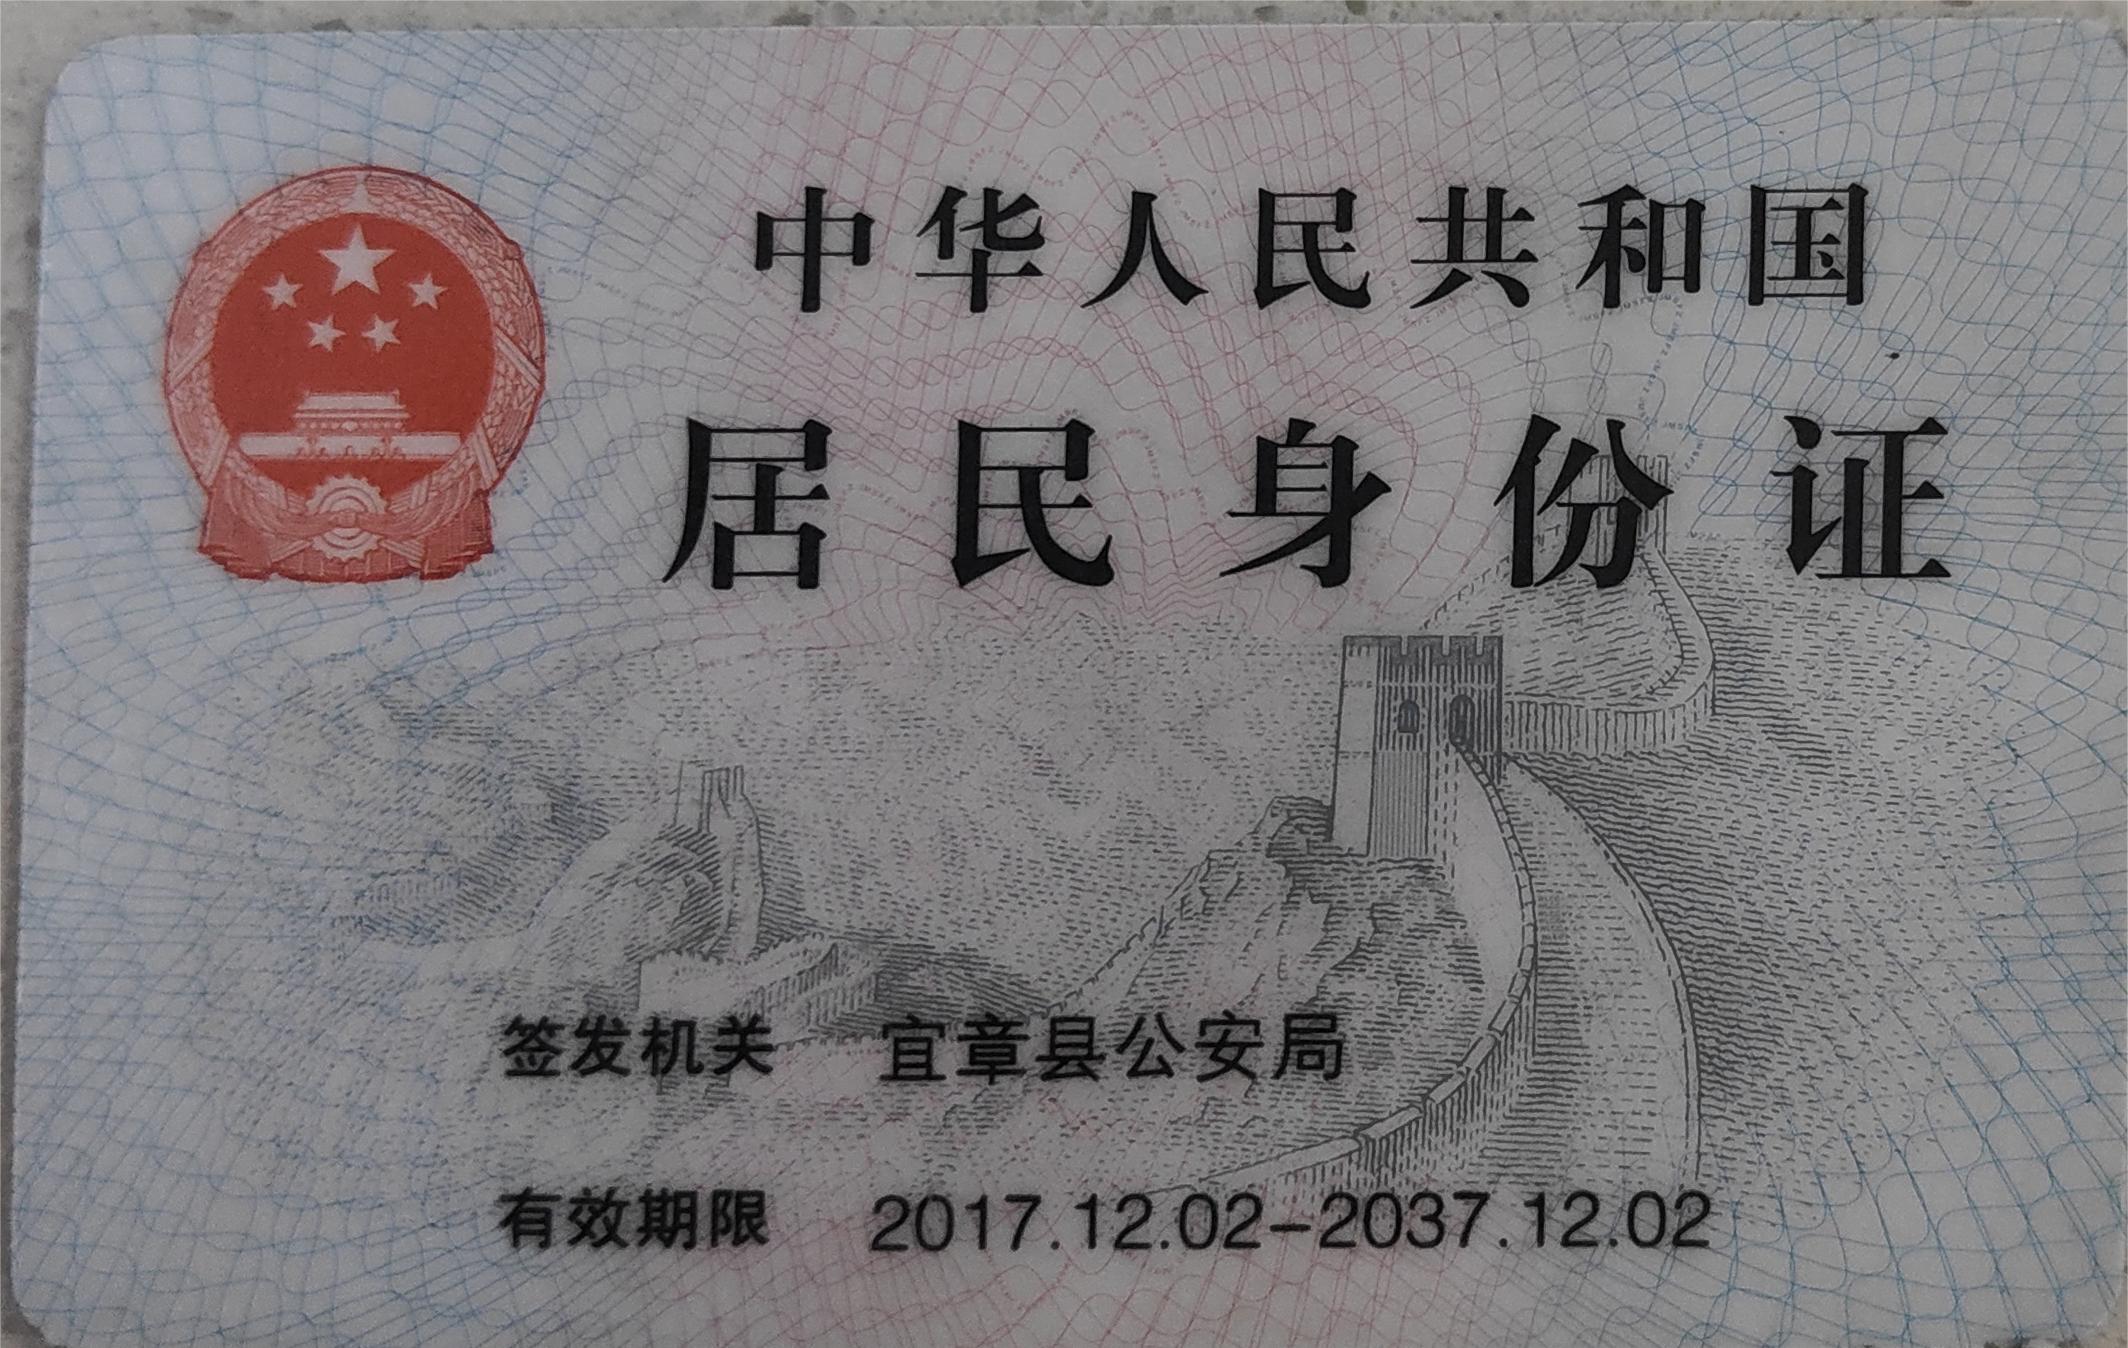 中华人民共和国
居民身份证
签发机关 宜章县公安局
有效期限 2017.12.02-2037.12.02